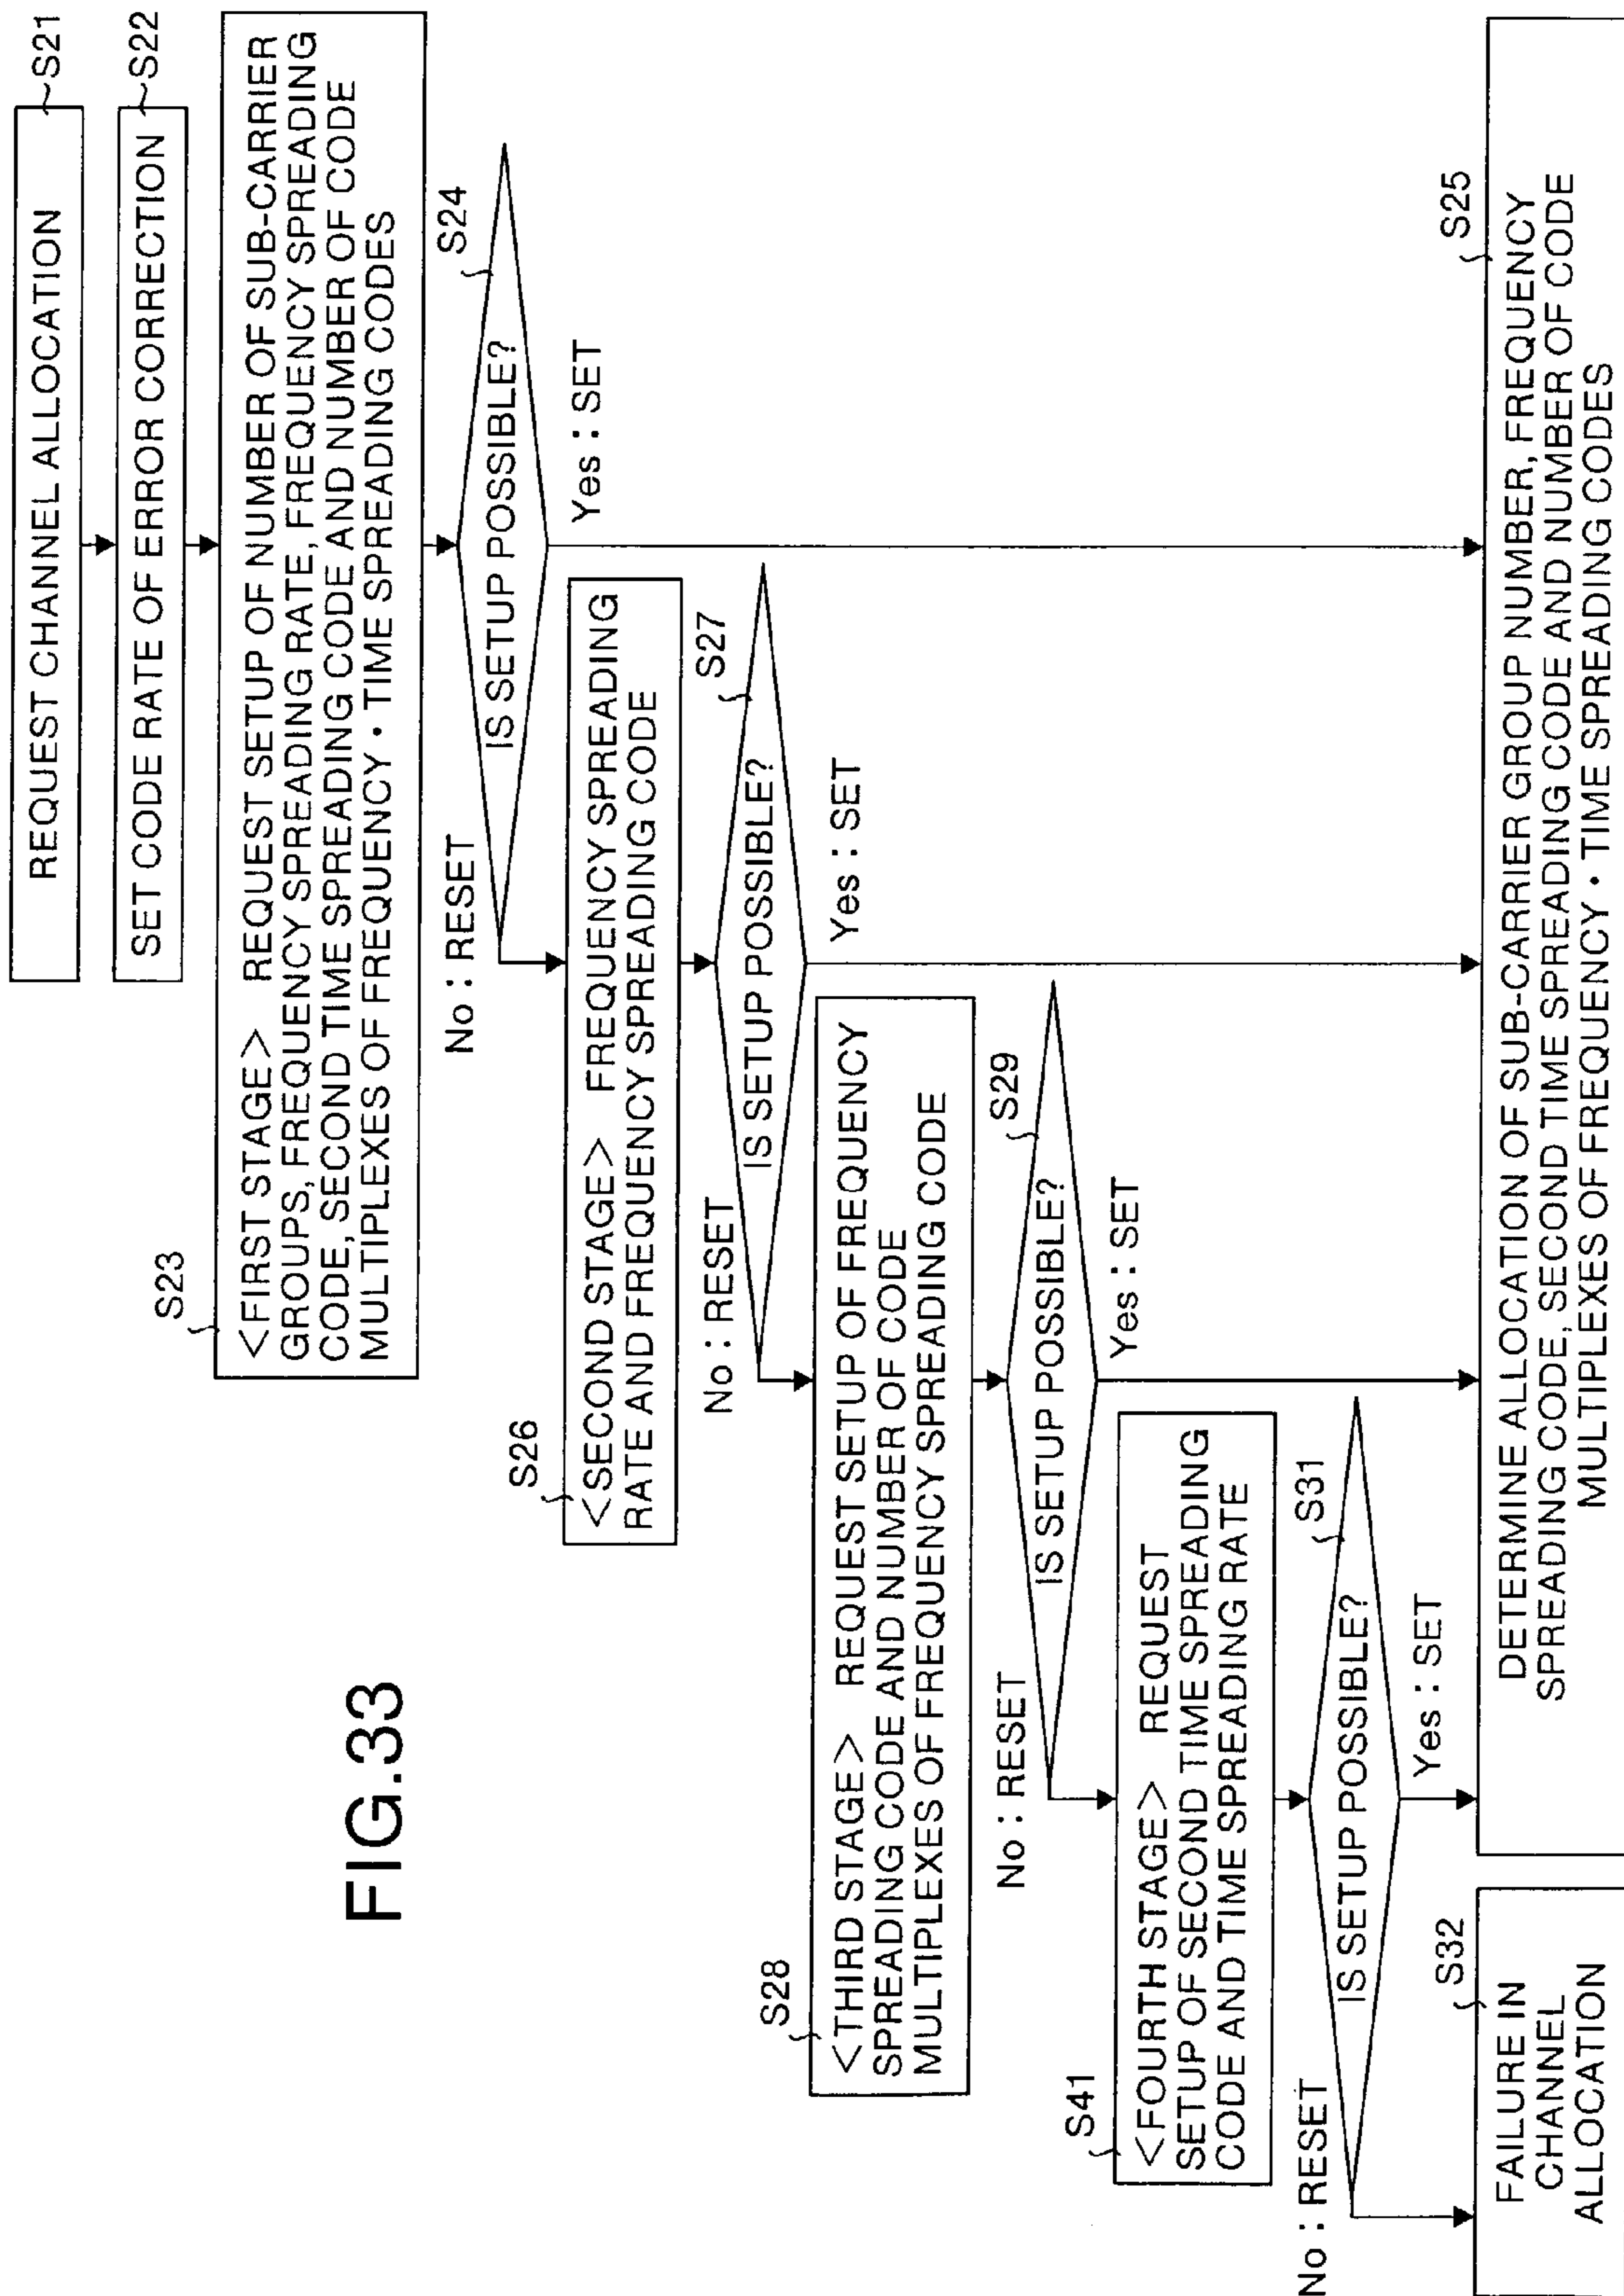 FIG.33
REQUEST CHANNEL ALLOCATION
S21
SET CODE RATE OF ERROR CORRECTION
S22
S23
<FIRST STAGE> REQUEST SETUP OF NUMBER OF SUB-CARRIER
GROUPS, FREQUENCY SPREADING RATE, FREQUENCY SPREADING
CODE, SECOND TIME SPREADING CODE AND NUMBER OF CODE
MULTIPLEXES OF FREQUENCY • TIME SPREADING CODES
S24
IS SETUP POSSIBLE?
No : RESET
Yes : SET
S26
<SECOND STAGE> FREQUENCY SPREADING
RATE AND FREQUENCY SPREADING CODE
S27
IS SETUP POSSIBLE?
No : RESET
Yes : SET
S28
<THIRD STAGE> REQUEST SETUP OF FREQUENCY
SPREADING CODE AND NUMBER OF CODE
MULTIPLEXES OF FREQUENCY SPREADING CODE
S29
IS SETUP POSSIBLE?
No : RESET
Yes : SET
S41
<FOURTH STAGE> REQUEST
SETUP OF SECOND TIME SPREADING
CODE AND TIME SPREADING RATE
S31
IS SETUP POSSIBLE?
No : RESET
Yes : SET
S32
FAILURE IN
CHANNEL
ALLOCATION
S25
DETERMINE ALLOCATION OF SUB-CARRIER GROUP NUMBER, FREQUENCY
SPREADING CODE, SECOND TIME SPREADING CODE AND NUMBER OF CODE
MULTIPLEXES OF FREQUENCY • TIME SPREADING CODES